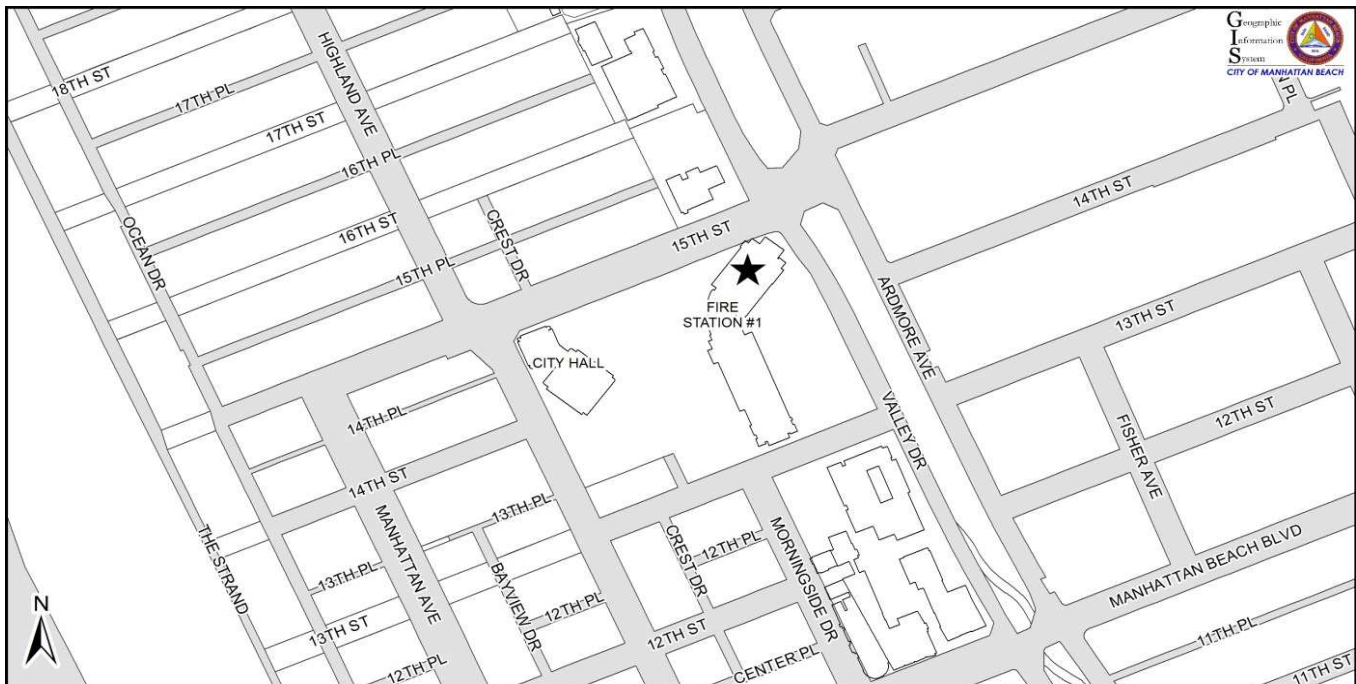 Geographic
Information
System
CITY OF MANHATTAN BEACH
18TH ST
17TH PL
HIGHLAND AVE
17TH ST
16TH PL
OCEAN DR
16TH ST
CREST DR
15TH ST
14TH ST
15TH PL
ARDMORE AVE
13TH ST
FIRE
STATION #1
CITY HALL
14TH PL
VALLEY DR
FISHER AVE
12TH ST
14TH ST
THE STRAND
MANHATTAN AVE
13TH PL
CREST DR
12TH PL
MORNINGSIDE DR
MANHATTAN BEACH BLVD
13TH PL
BAYVIEW DR
12TH PL
N
13TH ST
12TH ST
11TH PL
12TH PL
CENTER PL
11TH ST